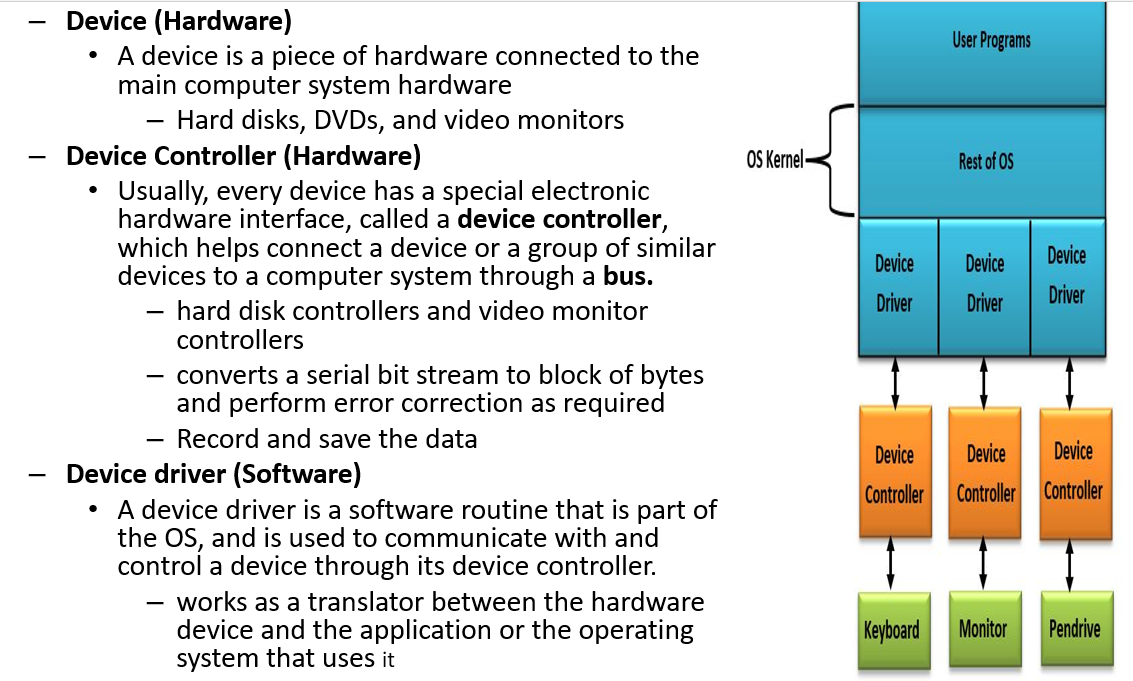 – Device (Hardware)
• A device is a piece of hardware connected to the
main computer system hardware
– Hard disks, DVDs, and video monitors
– Device Controller (Hardware)
• Usually, every device has a special electronic
hardware interface, called a device controller,
which helps connect a device or a group of similar
devices to a computer system through a bus.
– hard disk controllers and video monitor
controllers
– converts a serial bit stream to block of bytes
and perform error correction as required
– Record and save the data
– Device driver (Software)
• A device driver is a software routine that is part of
the OS, and is used to communicate with and
control a device through its device controller.
– works as a translator between the hardware
device and the application or the operating
system that uses it
User Programs
OS Kernel
Rest of OS
Device
Driver
Device
Driver
Device
Driver
Device
Controller
Device
Controller
Device
Controller
Keyboard
Monitor
Pendrive